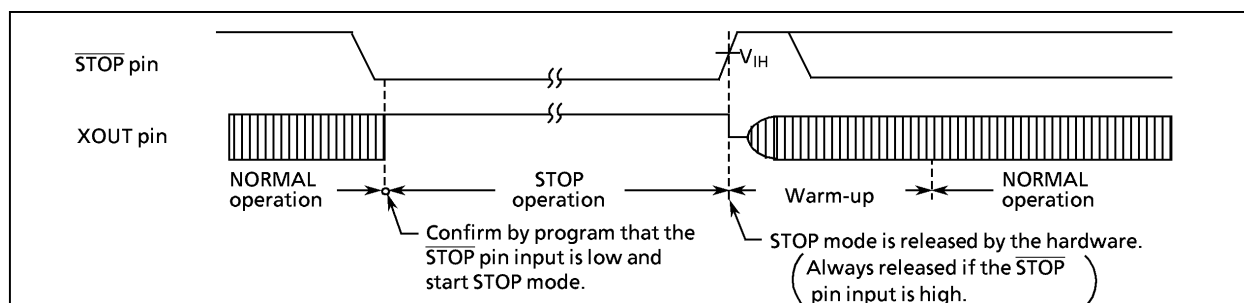 STOP pin
VIH
XOUT pin
NORMAL operation
STOP operation
Warm-up
NORMAL operation
Confirm by program that the
STOP pin input is low and
start STOP mode.
STOP mode is released by the hardware.
(Always released if the STOP
pin input is high.)